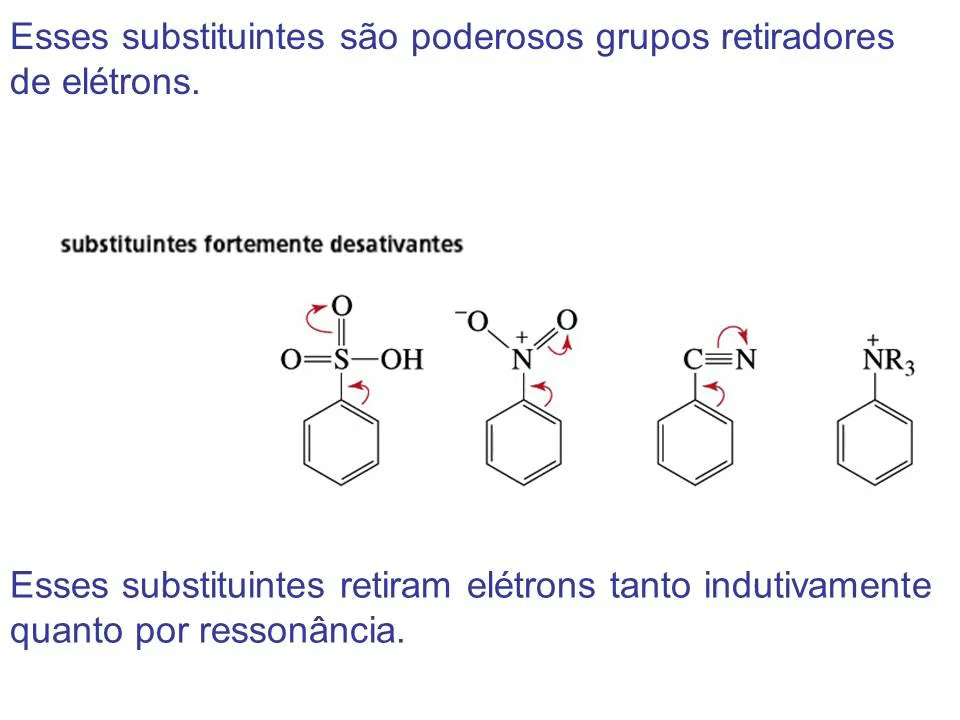 Esses substituintes são poderosos grupos retiradores
de elétrons.
substituintes fortemente desativantes
O
O=S—OH
⁻O
O
+
N
C≡N
+
NR₃
Esses substituintes retiram elétrons tanto indutivamente
quanto por ressonância.